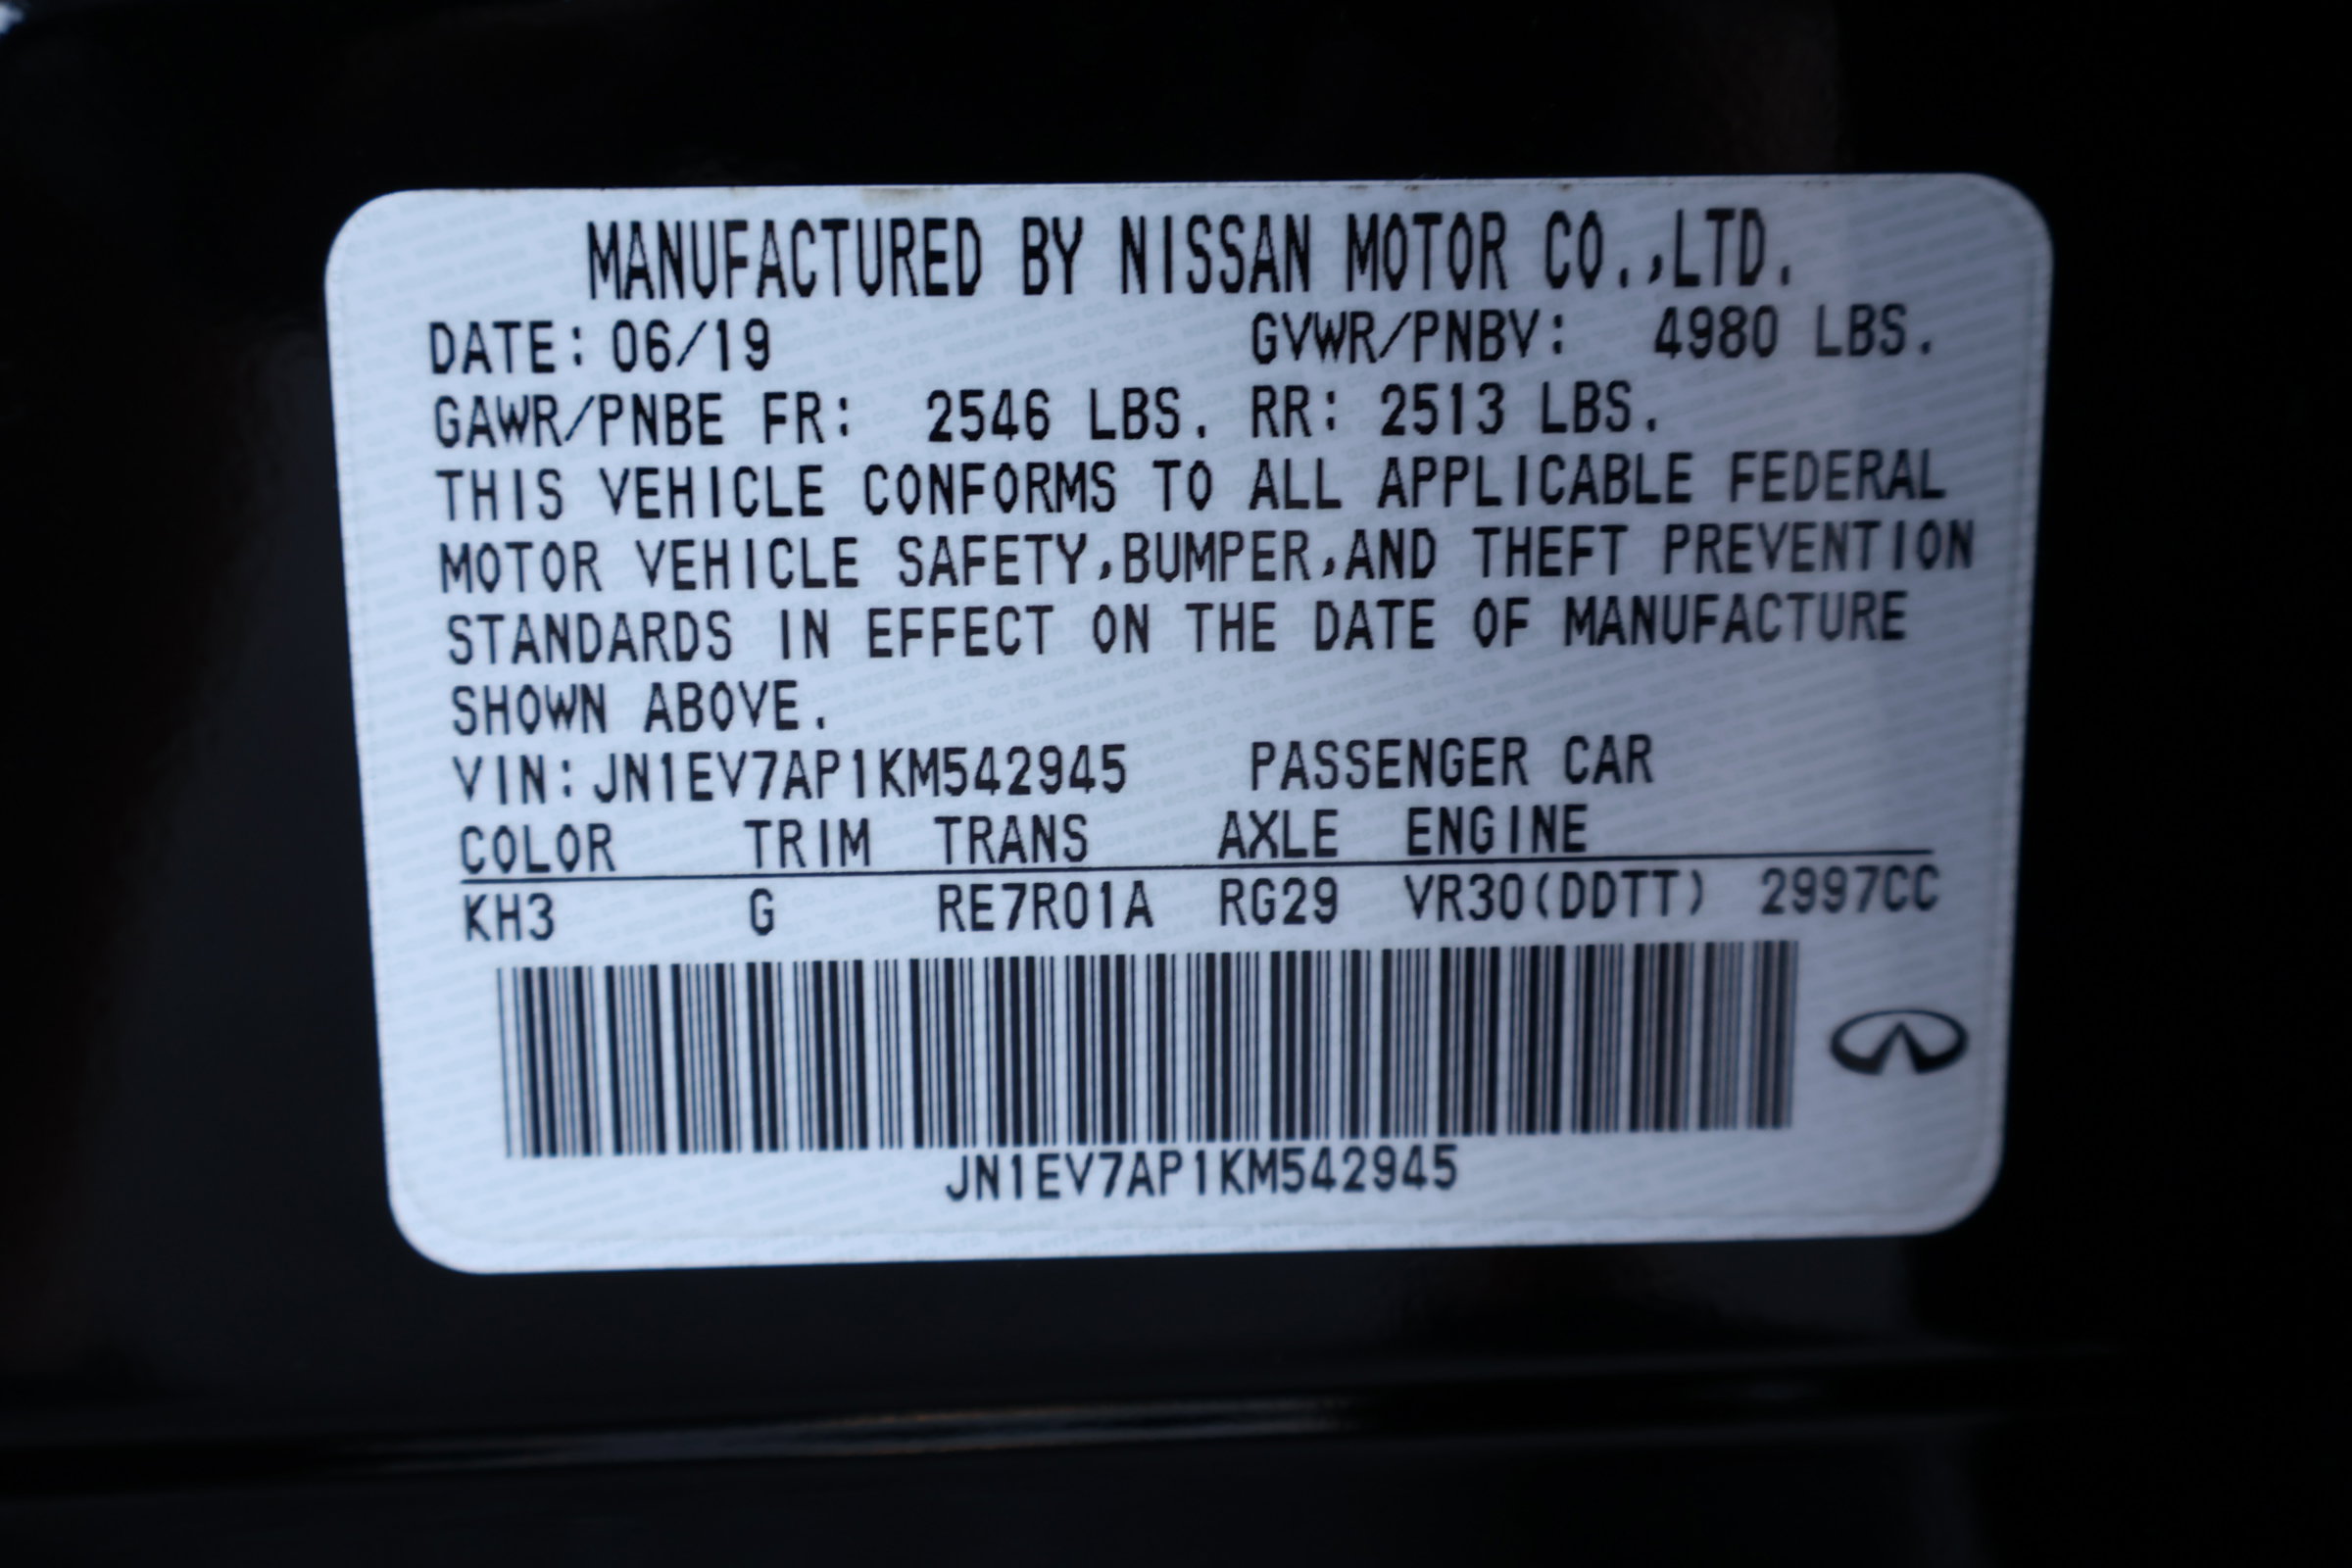 MANUFACTURED BY NISSAN MOTOR CO.,LTD.
DATE: 06/19 GVWR/PNBV: 4980 LBS.
GAWR/PNBE FR: 2546 LBS. RR: 2513 LBS.
THIS VEHICLE CONFORMS TO ALL APPLICABLE FEDERAL
MOTOR VEHICLE SAFETY,BUMPER,AND THEFT PREVENTION
STANDARDS IN EFFECT ON THE DATE OF MANUFACTURE
SHOWN ABOVE.
VIN:JN1EV7AP1KM542945 PASSENGER CAR
COLOR TRIM TRANS AXLE ENGINE
KH3 G RE7R01A RG29 VR30(DDTT) 2997CC
JN1EV7AP1KM542945